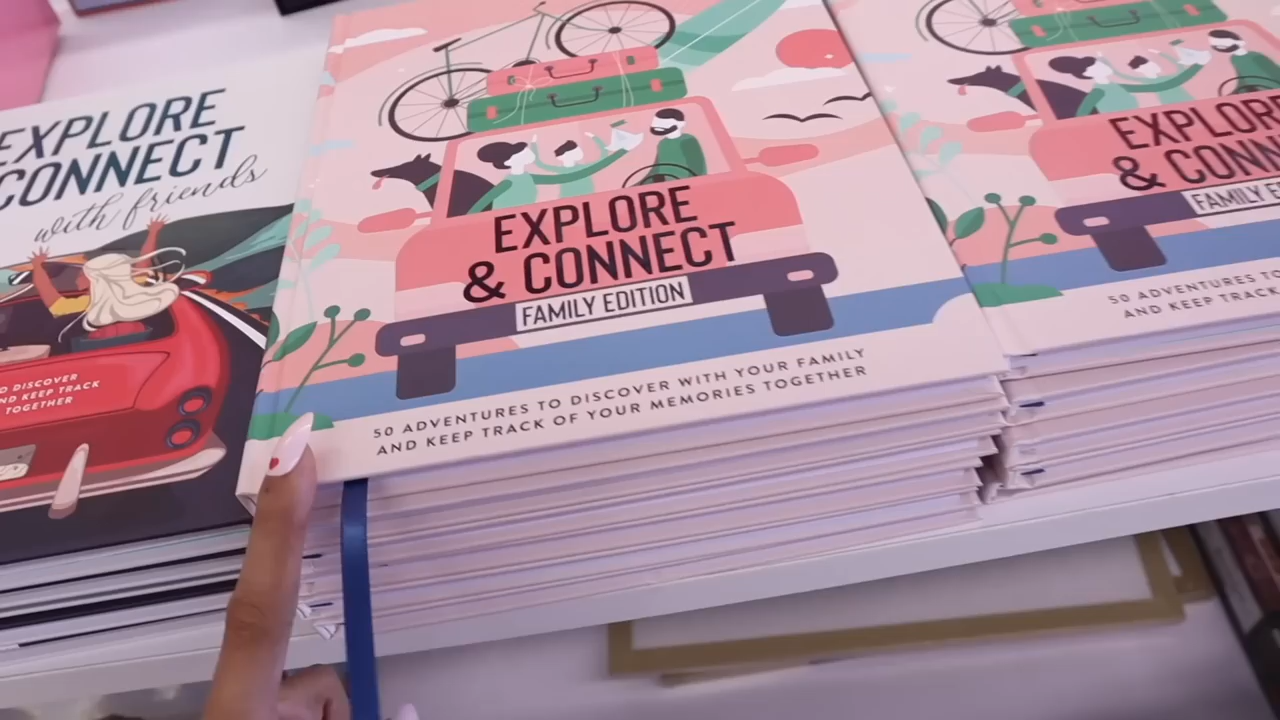 EXPLORE
CONNECT
with friends
O DISCOVER
ND KEEP TRACK
TOGETHER
EXPLORE
& CONNECT
FAMILY EDITION
50 ADVENTURES TO DISCOVER WITH YOUR FAMILY
AND KEEP TRACK OF YOUR MEMORIES TOGETHER
EXPLORE
& CONN
FAMILY E
50 ADVENTURES TO
AND KEEP TRACK